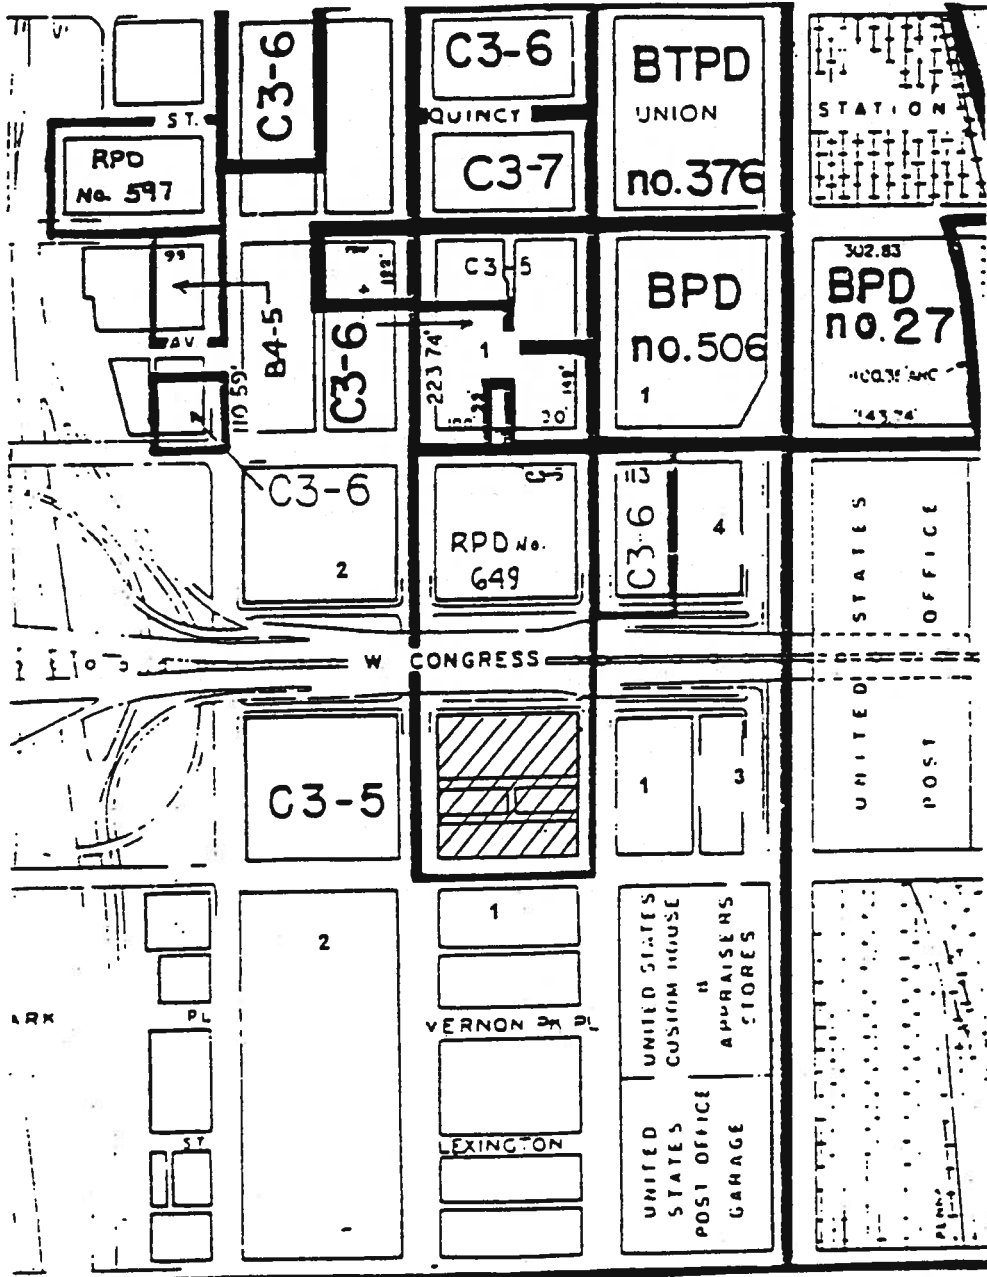 C3-6
C3-6
BTPD
UNION
no.376
STATION
ST.
QUINCY
RPD
No. 597
C3-7
99
C3-5
302.83
BPD
no.506
1
BPD
no.27
B4-5
C3-6
223.74'
1
AV.
110.59'
143.74'
C3-6
2
RPD No.
649
113
C3-6
4
UNITED STATES
POST OFFICE
W. CONGRESS
C3-5
1
3
2
1
UNITED STATES
CUSTOM HOUSE
&
APPRAISERS
STORES
ARK
PL
VERNON PK PL
ST
LEXINGTON
UNITED
STATES
POST OFFICE
GARAGE